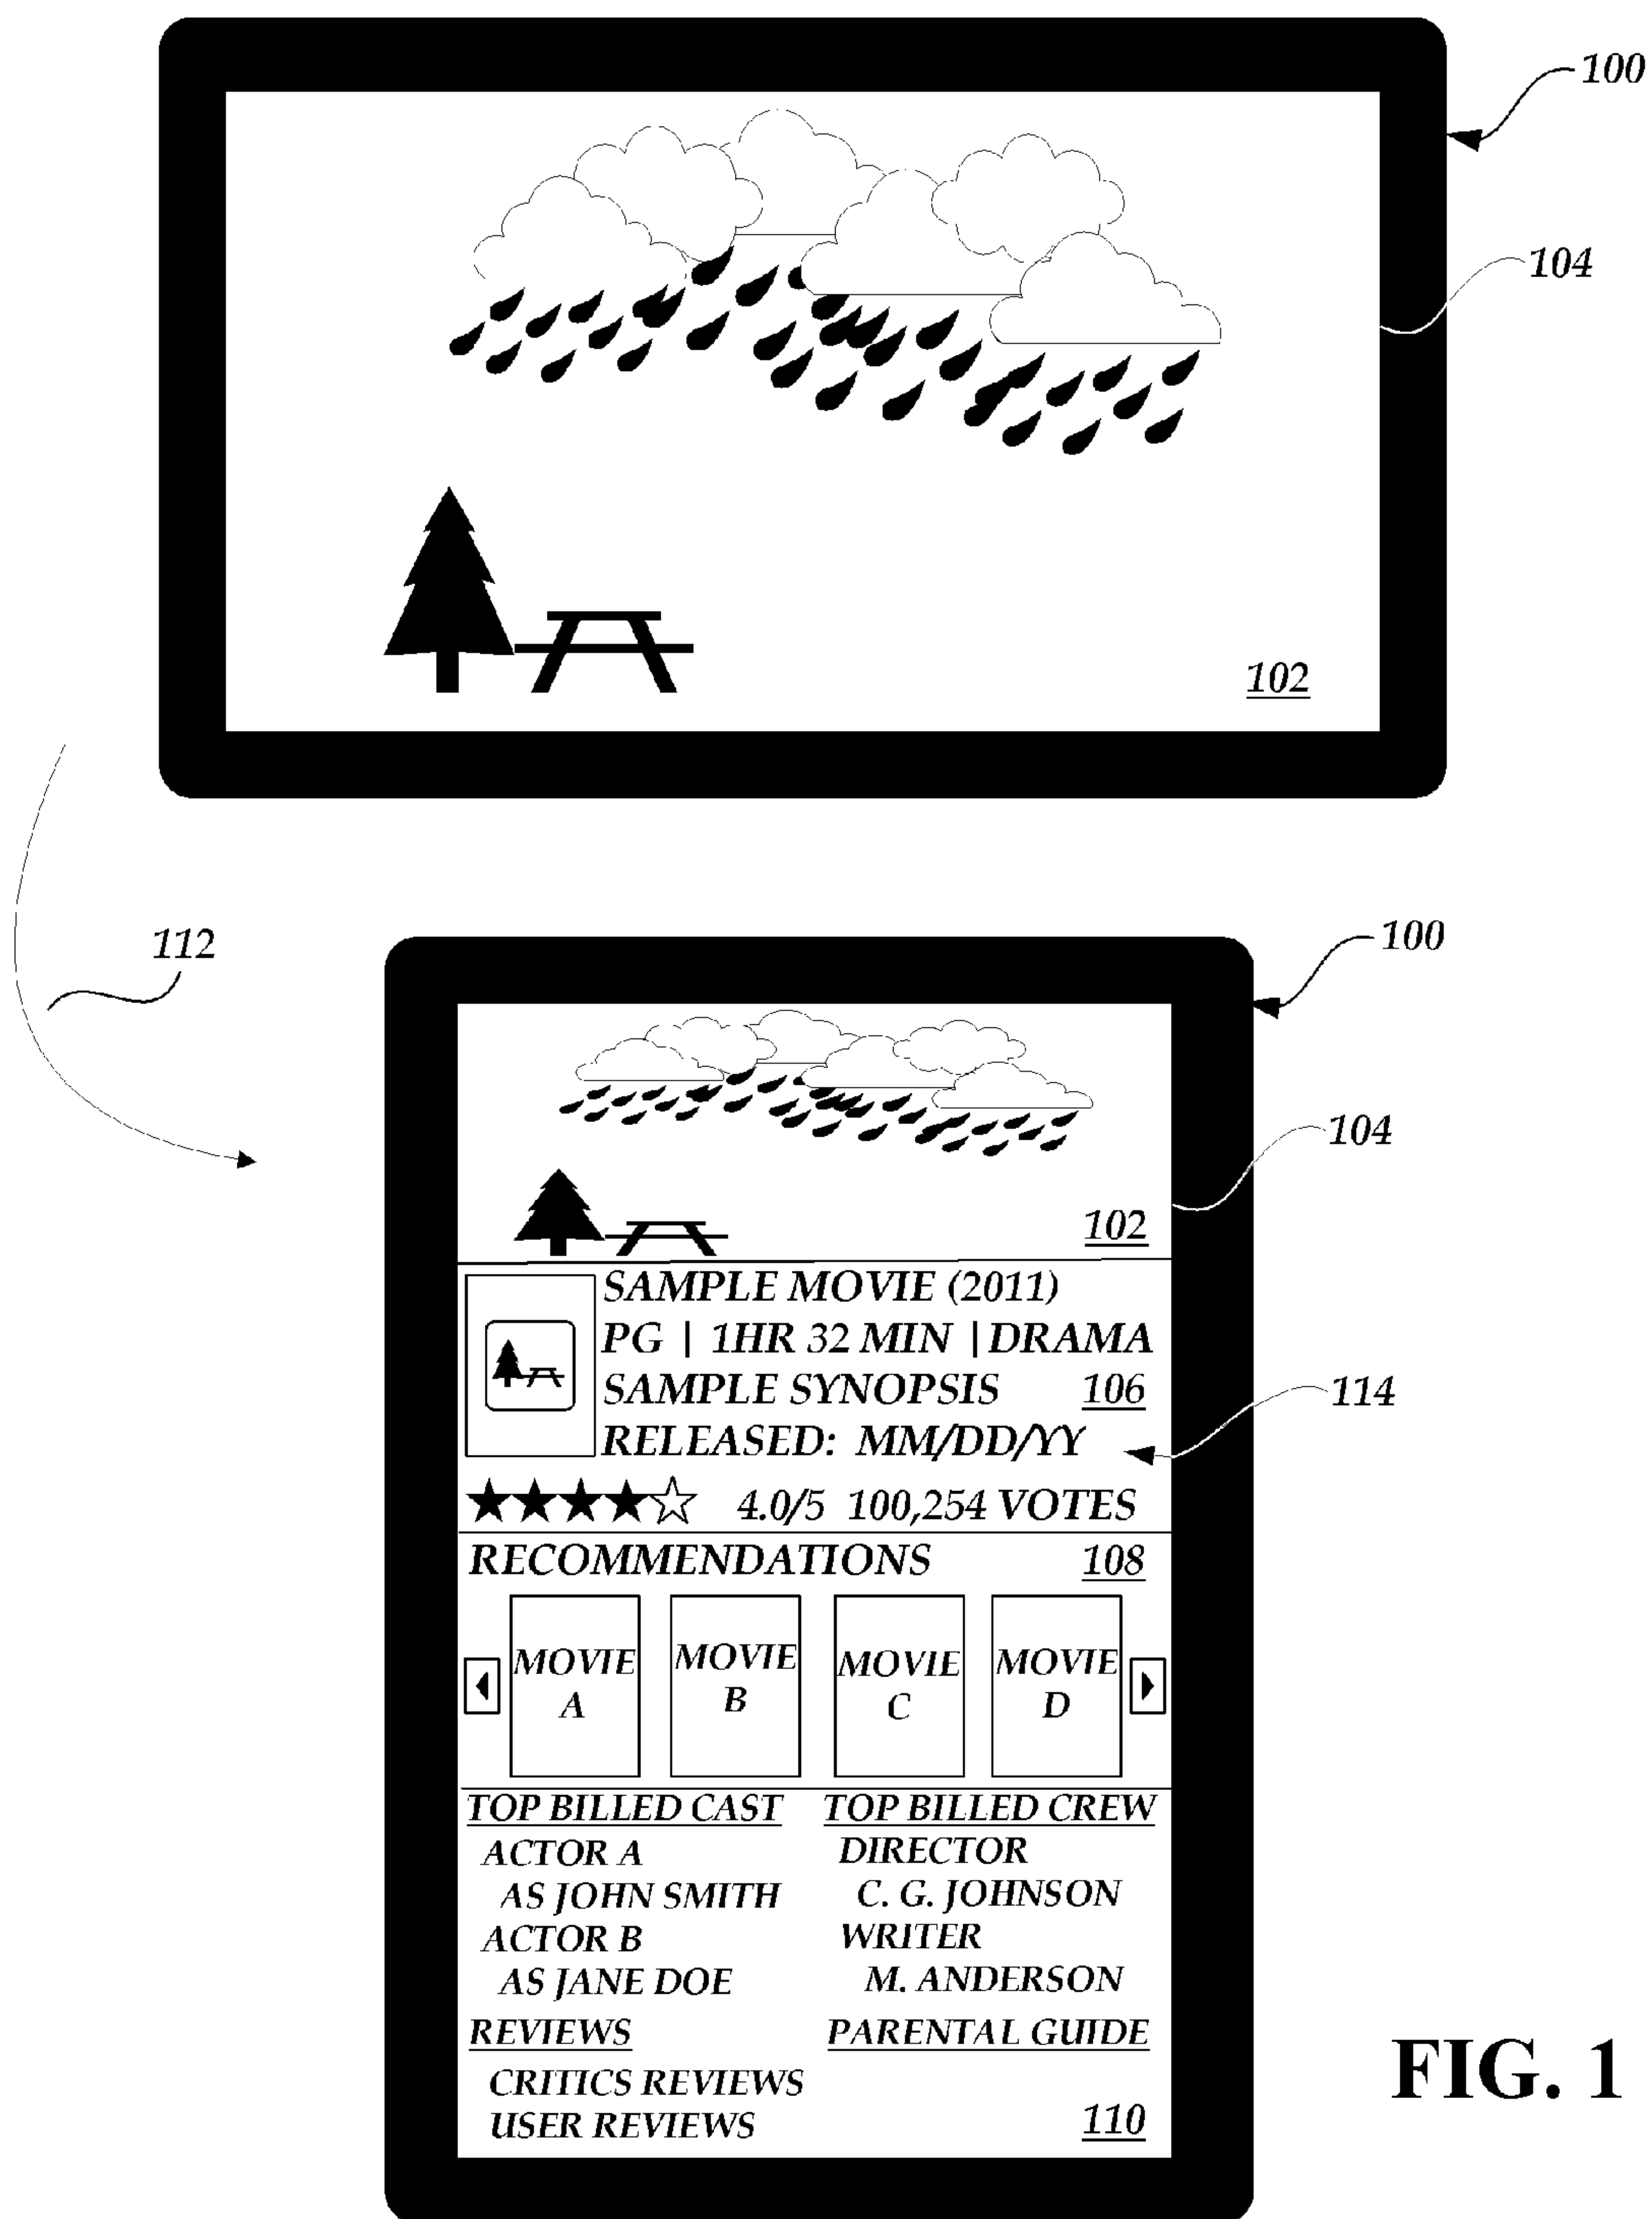 100
104
102
112
100
104
102
SAMPLE MOVIE (2011)
PG | 1HR 32 MIN | DRAMA
SAMPLE SYNOPSIS 106
114
RELEASED: MM/DD/YY
4.0/5 100,254 VOTES
RECOMMENDATIONS 108
MOVIE A
MOVIE B
MOVIE C
MOVIE D
TOP BILLED CAST TOP BILLED CREW
ACTOR A DIRECTOR
AS JOHN SMITH C. G. JOHNSON
ACTOR B WRITER
AS JANE DOE M. ANDERSON
REVIEWS PARENTAL GUIDE
CRITICS REVIEWS
USER REVIEWS 110
FIG. 1